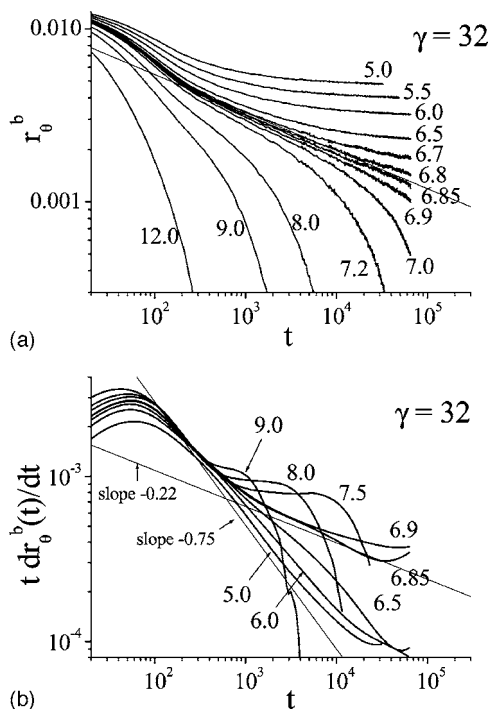 γ = 32
0.010
0.001
r_θ^b
5.0
5.5
6.0
6.5
6.7
6.8
6.85
6.9
7.0
7.2
8.0
9.0
12.0
10² 10³ 10⁴ 10⁵
t
(a)
γ = 32
10⁻³
10⁻⁴
t dr_θ^b(t)/dt
9.0
8.0
7.5
6.9
6.85
6.5
6.0
5.0
slope -0.22
slope -0.75
10² 10³ 10⁴ 10⁵
t
(b)